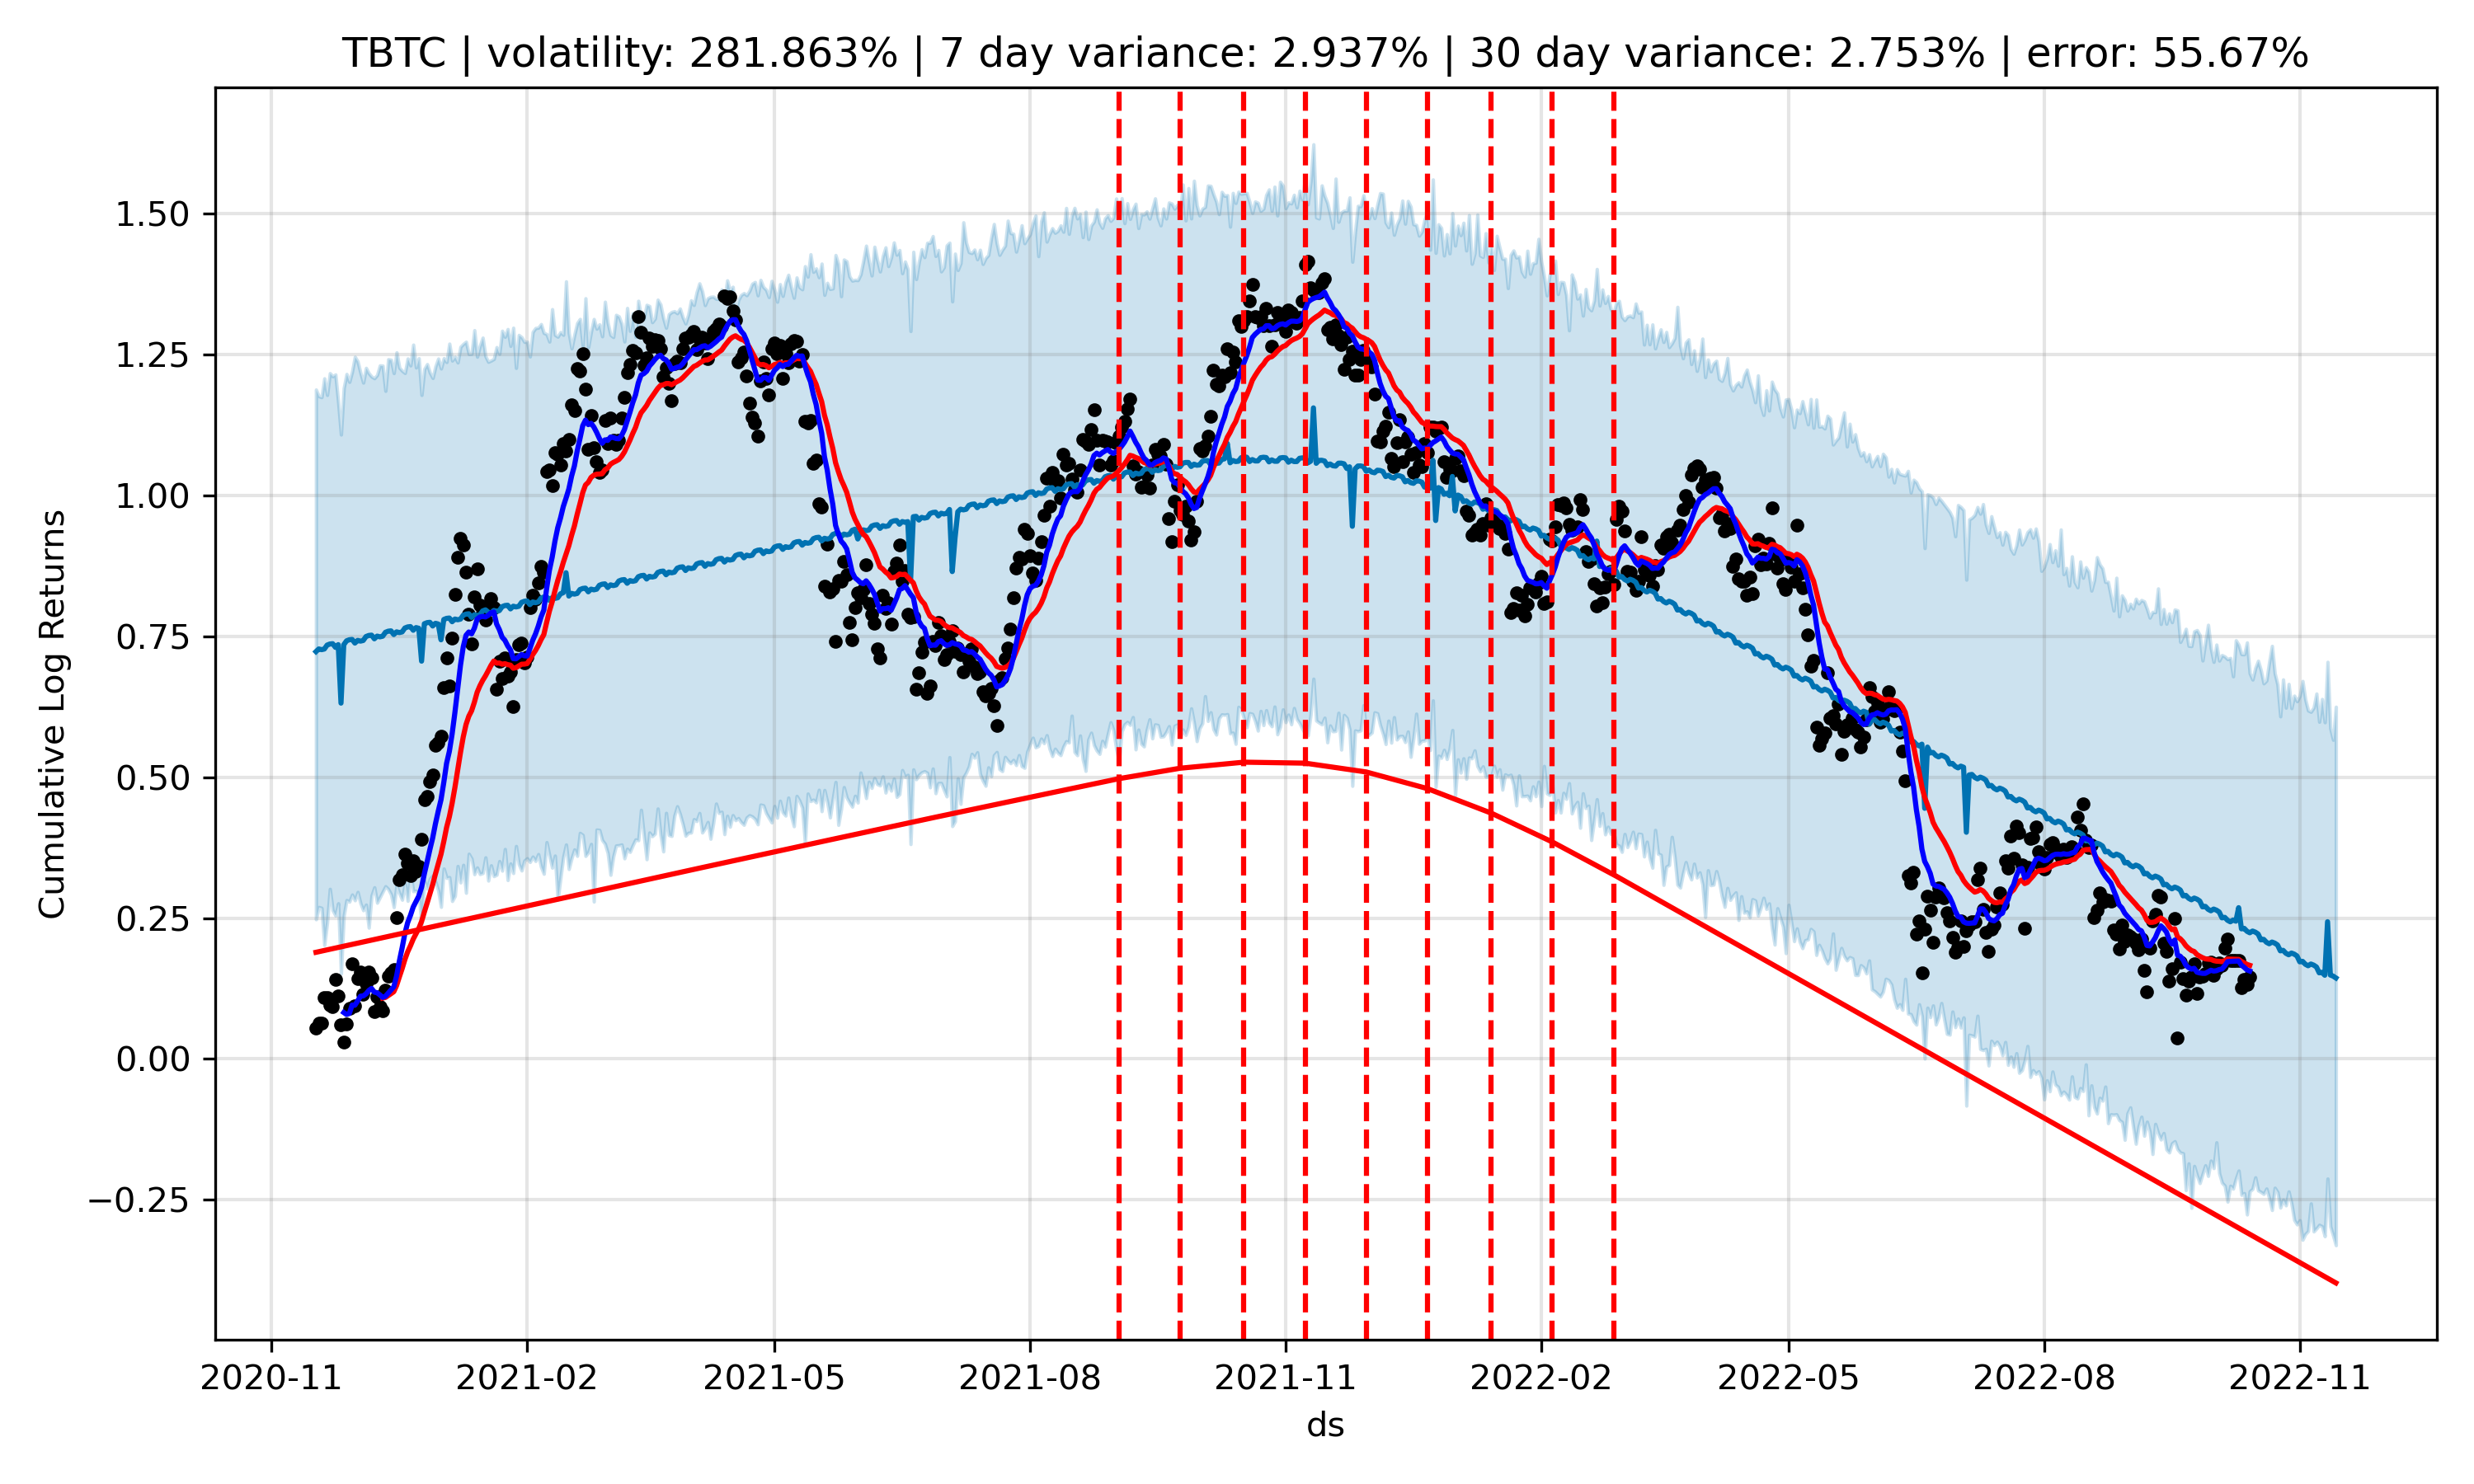 TBTC | volatility: 281.863% | 7 day variance: 2.937% | 30 day variance: 2.753% | error: 55.67%
Cumulative Log Returns
1.50
1.25
1.00
0.75
0.50
0.25
0.00
−0.25
2020-11 2021-02 2021-05 2021-08 2021-11 2022-02 2022-05 2022-08 2022-11
ds